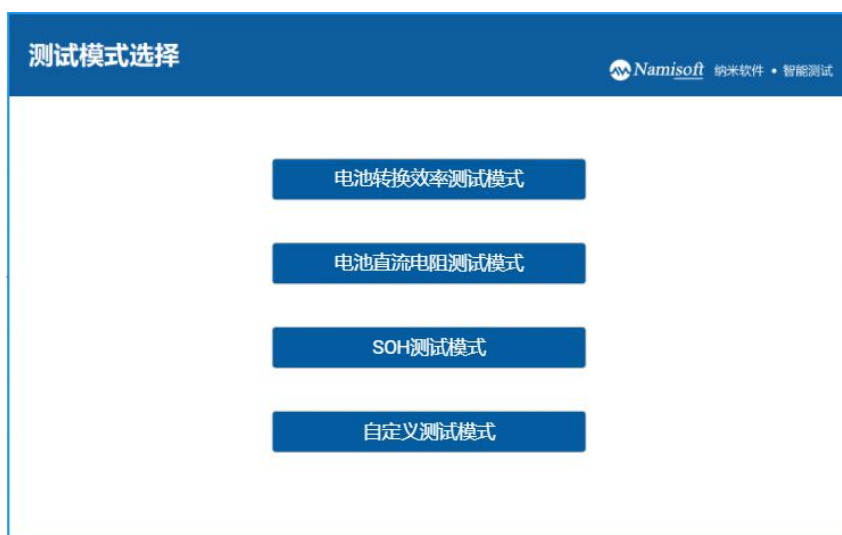 测试模式选择
Namisoft 纳米软件 • 智能测试
电池转换效率测试模式
电池直流电阻测试模式
SOH测试模式
自定义测试模式